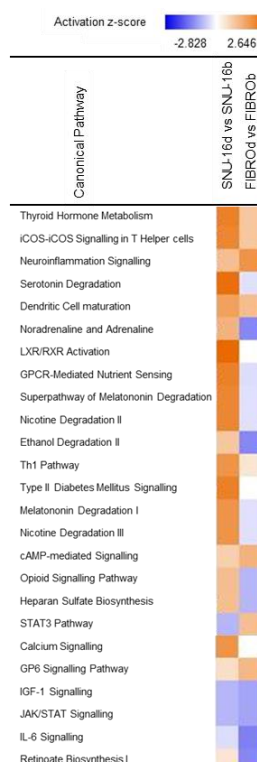 Activation z-score
-2.828 2.646
Canonical Pathway
SNU-16d vs SNU-16b
FIBROd vs FIBROb
Thyroid Hormone Metabolism
iCOS-iCOS Signalling in T Helper cells
Neuroinflammation Signalling
Serotonin Degradation
Dendritic Cell maturation
Noradrenaline and Adrenaline
LXR/RXR Activation
GPCR-Mediated Nutrient Sensing
Superpathway of Melatononin Degradation
Nicotine Degradation II
Ethanol Degradation II
Th1 Pathway
Type II Diabetes Mellitus Signalling
Melatononin Degradation I
Nicotine Degradation III
cAMP-mediated Signalling
Opioid Signalling Pathway
Heparan Sulfate Biosynthesis
STAT3 Pathway
Calcium Signalling
GP6 Signalling Pathway
IGF-1 Signalling
JAK/STAT Signalling
IL-6 Signalling
Retinoate Biosynthesis I